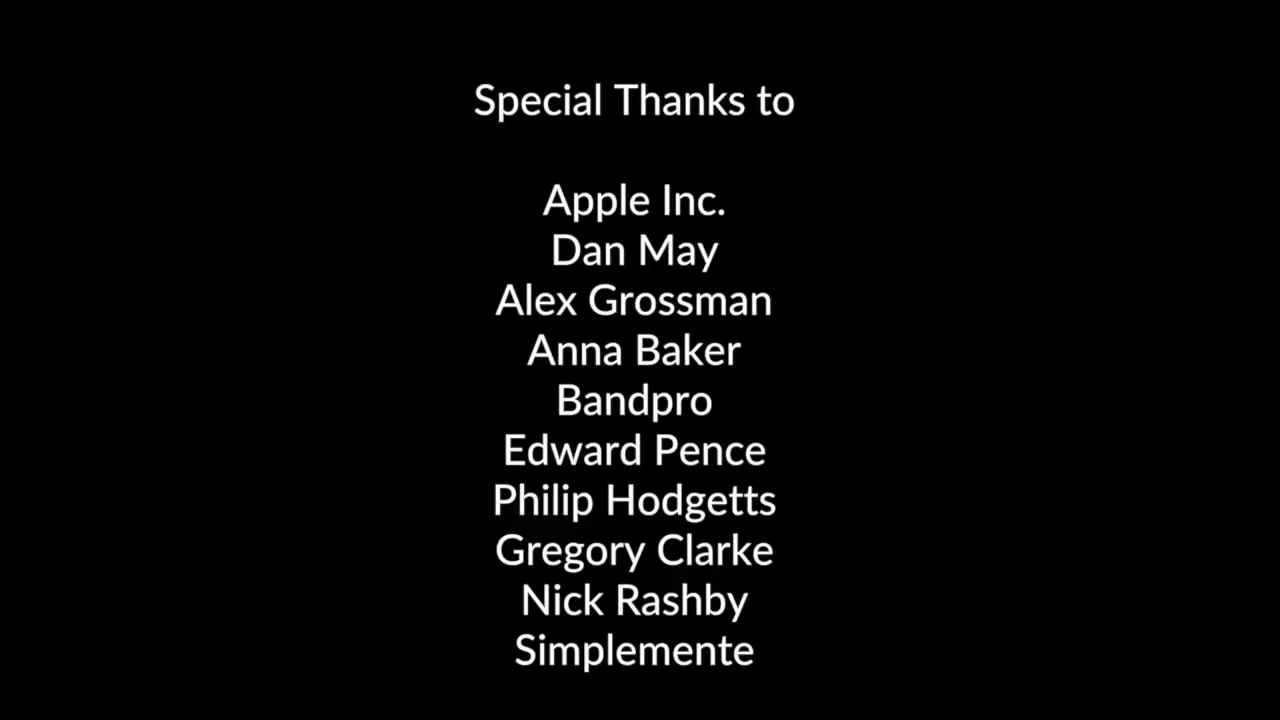 Special Thanks to
Apple Inc.
Dan May
Alex Grossman
Anna Baker
Bandpro
Edward Pence
Philip Hodgetts
Gregory Clarke
Nick Rashby
Simplemente